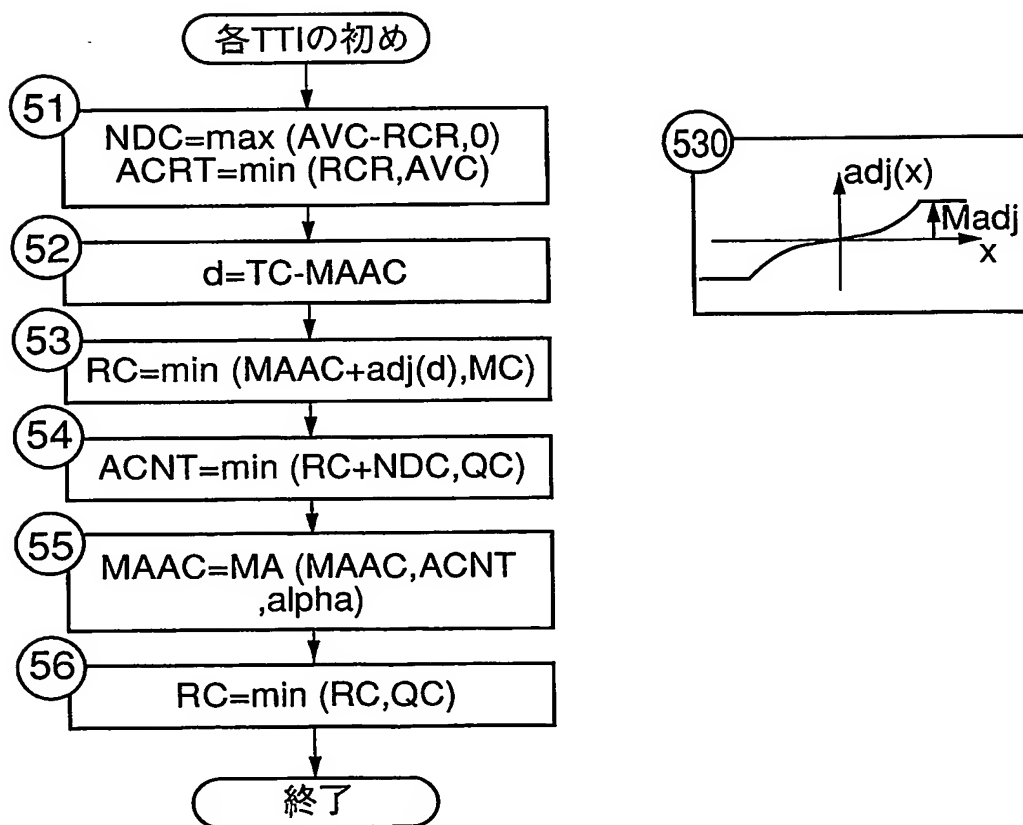 各TTIの初め
51
NDC=max (AVC-RCR,0)
ACRT=min (RCR,AVC)
52
d=TC-MAAC
53
RC=min (MAAC+adj(d),MC)
54
ACNT=min (RC+NDC,QC)
55
MAAC=MA (MAAC,ACNT
,alpha)
56
RC=min (RC,QC)
終了
530
adj(x)
Madj
x